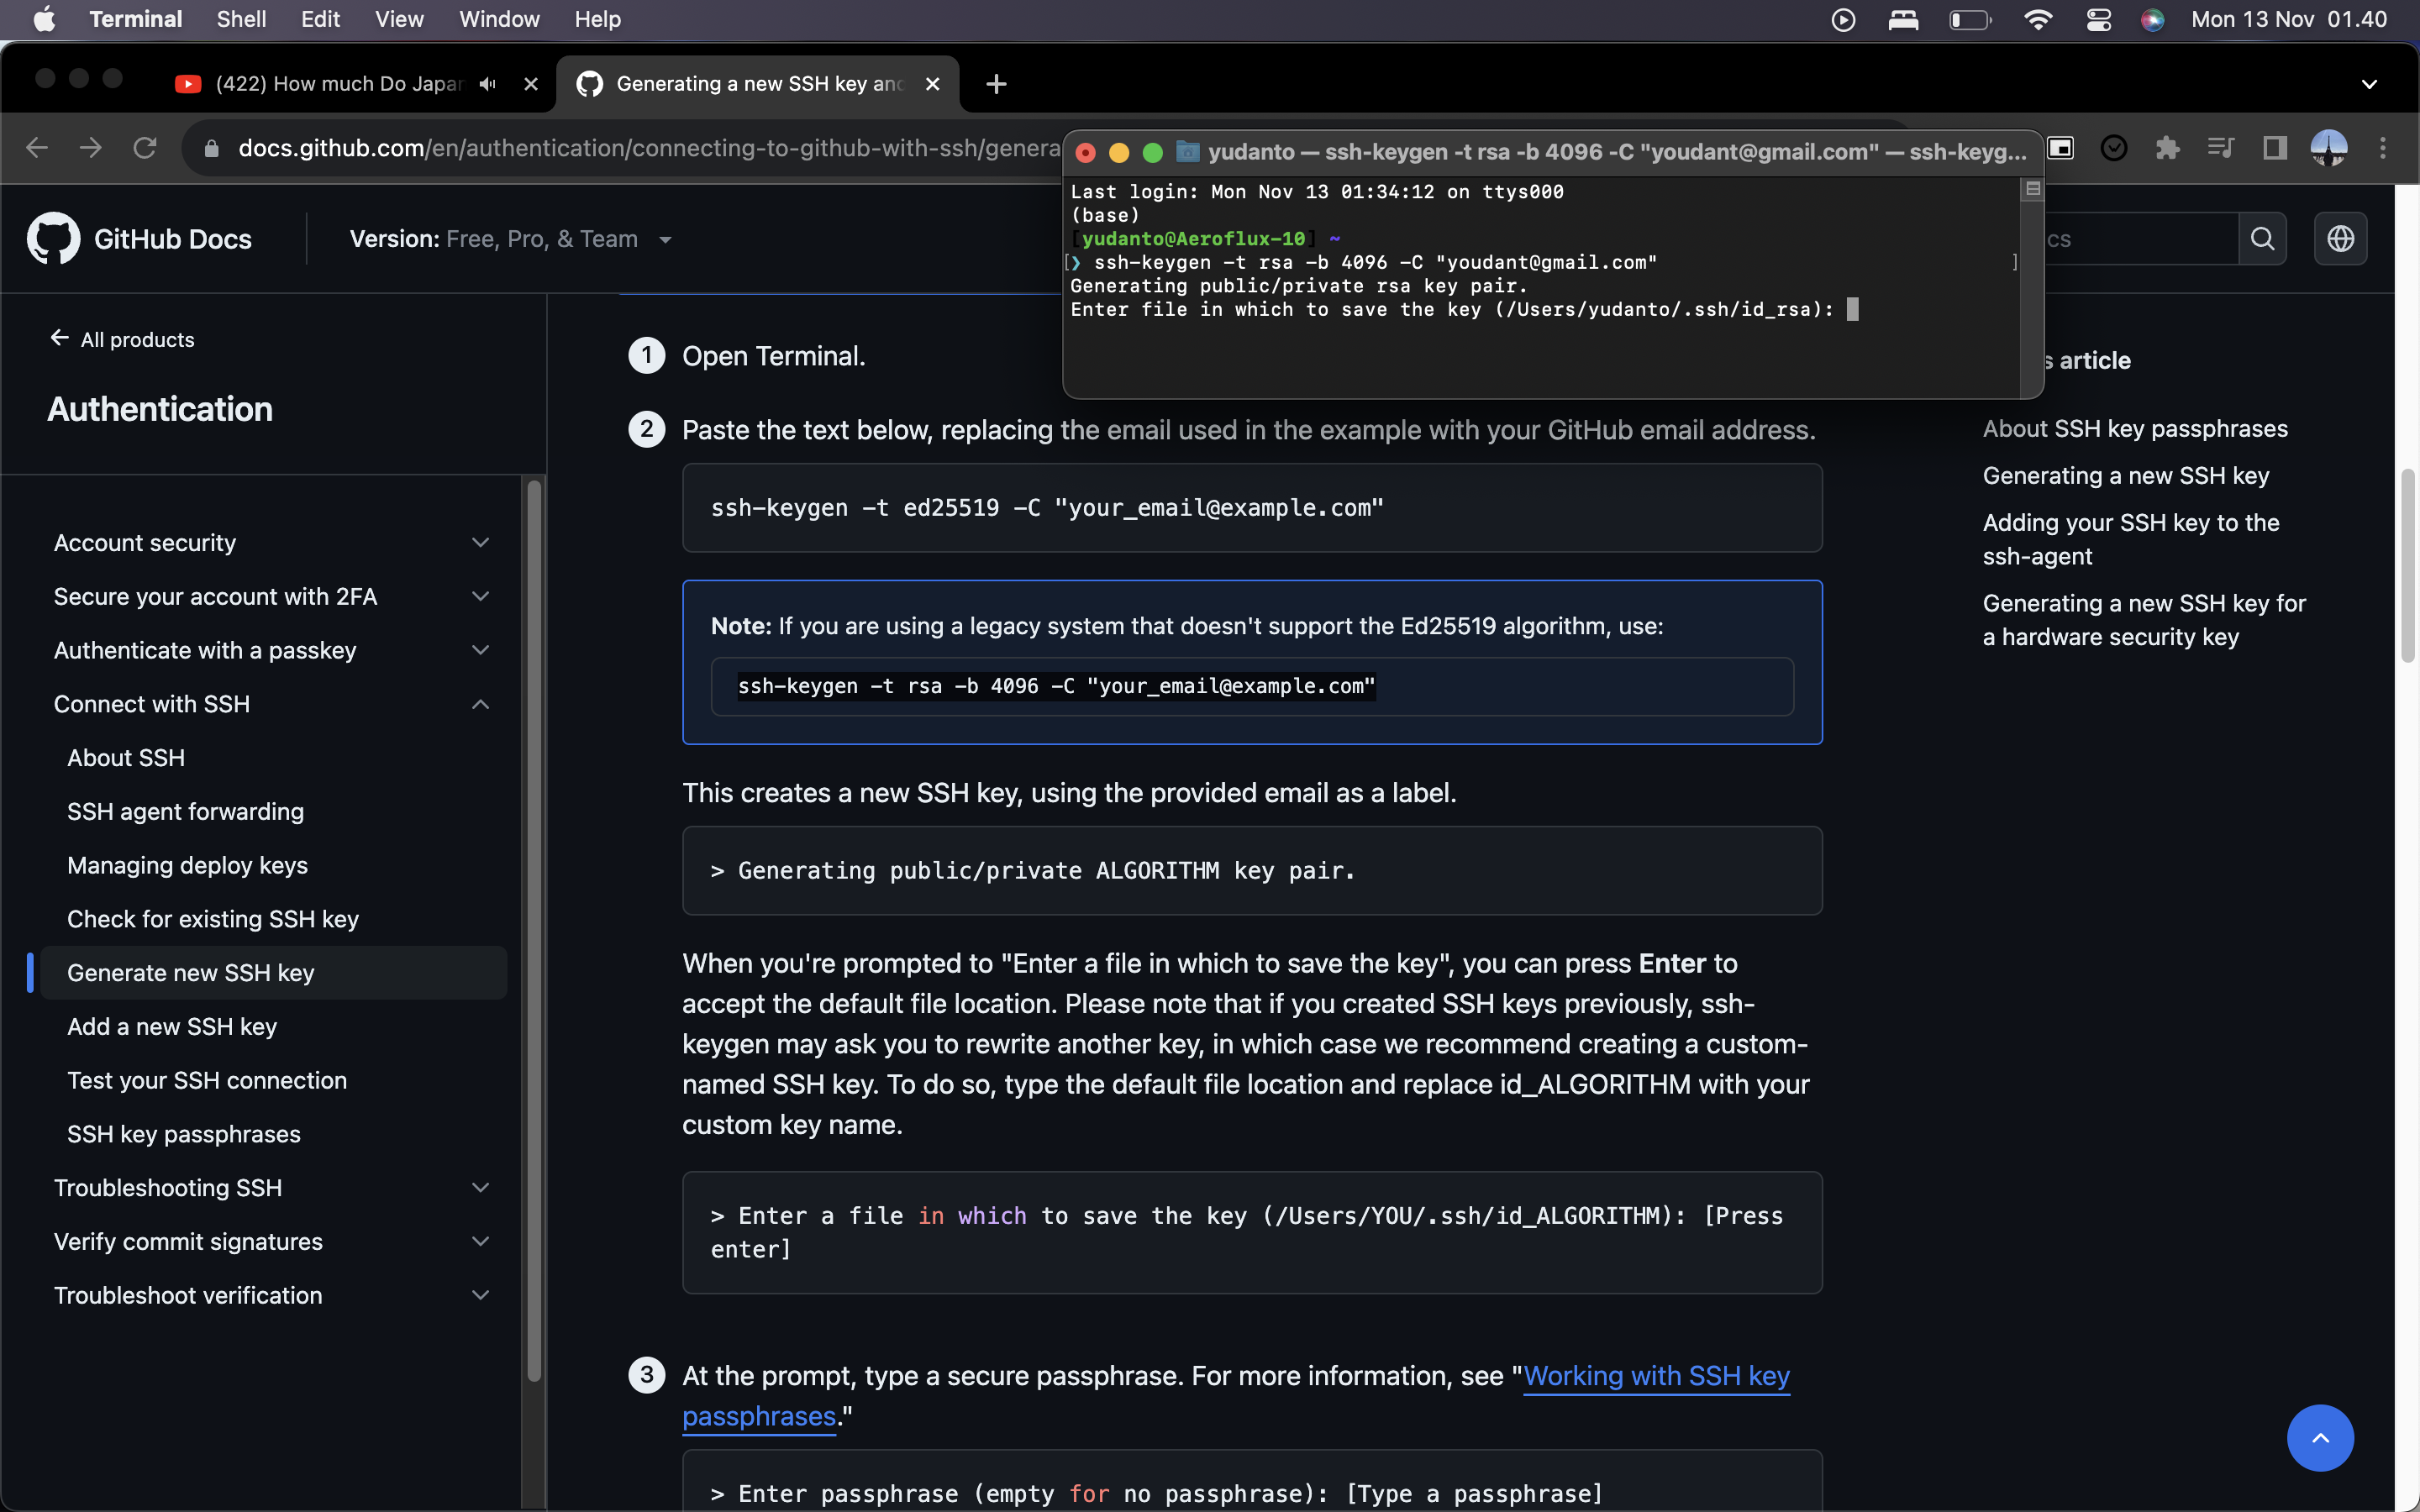 Terminal Shell Edit View Window Help Mon 13 Nov 01.40
(422) How much Do Japan Generating a new SSH key and
docs.github.com/en/authentication/connecting-to-github-with-ssh/genera
yudanto — ssh-keygen -t rsa -b 4096 -C "youdant@gmail.com" — ssh-keyg...
Last login: Mon Nov 13 01:34:12 on ttys000
(base)
[yudanto@Aeroflux-10] ~
[❯ ssh-keygen -t rsa -b 4096 -C "youdant@gmail.com" ]
Generating public/private rsa key pair.
Enter file in which to save the key (/Users/yudanto/.ssh/id_rsa):
GitHub Docs
Version: Free, Pro, & Team
cs
← All products
Authentication
Account security
Secure your account with 2FA
Authenticate with a passkey
Connect with SSH
About SSH
SSH agent forwarding
Managing deploy keys
Check for existing SSH key
Generate new SSH key
Add a new SSH key
Test your SSH connection
SSH key passphrases
Troubleshooting SSH
Verify commit signatures
Troubleshoot verification
1 Open Terminal.
2 Paste the text below, replacing the email used in the example with your GitHub email address.
ssh-keygen -t ed25519 -C "your_email@example.com"
Note: If you are using a legacy system that doesn't support the Ed25519 algorithm, use:
ssh-keygen -t rsa -b 4096 -C "your_email@example.com"
This creates a new SSH key, using the provided email as a label.
> Generating public/private ALGORITHM key pair.
When you're prompted to "Enter a file in which to save the key", you can press Enter to
accept the default file location. Please note that if you created SSH keys previously, ssh-
keygen may ask you to rewrite another key, in which case we recommend creating a custom-
named SSH key. To do so, type the default file location and replace id_ALGORITHM with your
custom key name.
> Enter a file in which to save the key (/Users/YOU/.ssh/id_ALGORITHM): [Press
enter]
3 At the prompt, type a secure passphrase. For more information, see "Working with SSH key
passphrases."
> Enter passphrase (empty for no passphrase): [Type a passphrase]
s article
About SSH key passphrases
Generating a new SSH key
Adding your SSH key to the
ssh-agent
Generating a new SSH key for
a hardware security key